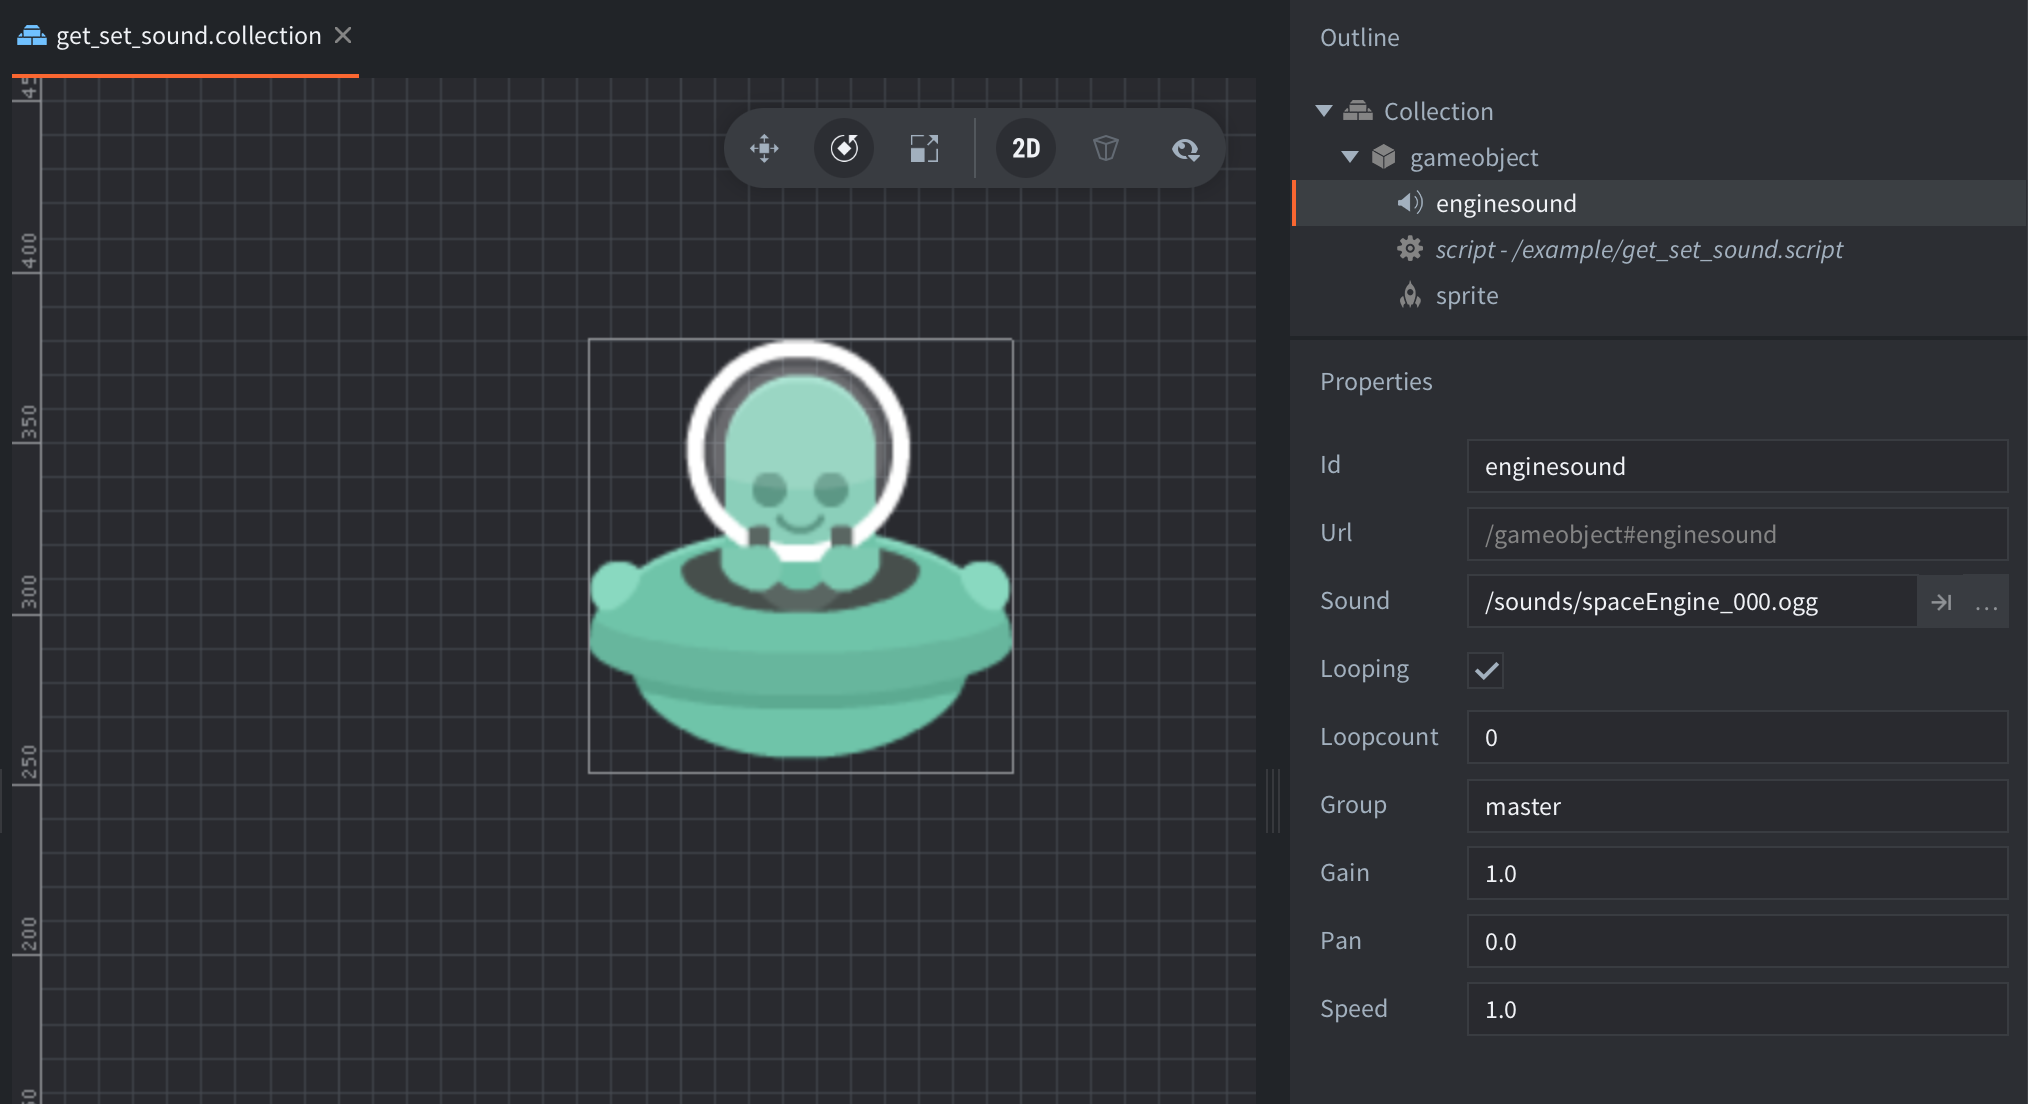 get_set_sound.collection
2D
400
350
300
250
200
Outline
Collection
gameobject
enginesound
script - /example/get_set_sound.script
sprite
Properties
Id enginesound
Url /gameobject#enginesound
Sound /sounds/spaceEngine_000.ogg ...
Looping
Loopcount 0
Group master
Gain 1.0
Pan 0.0
Speed 1.0